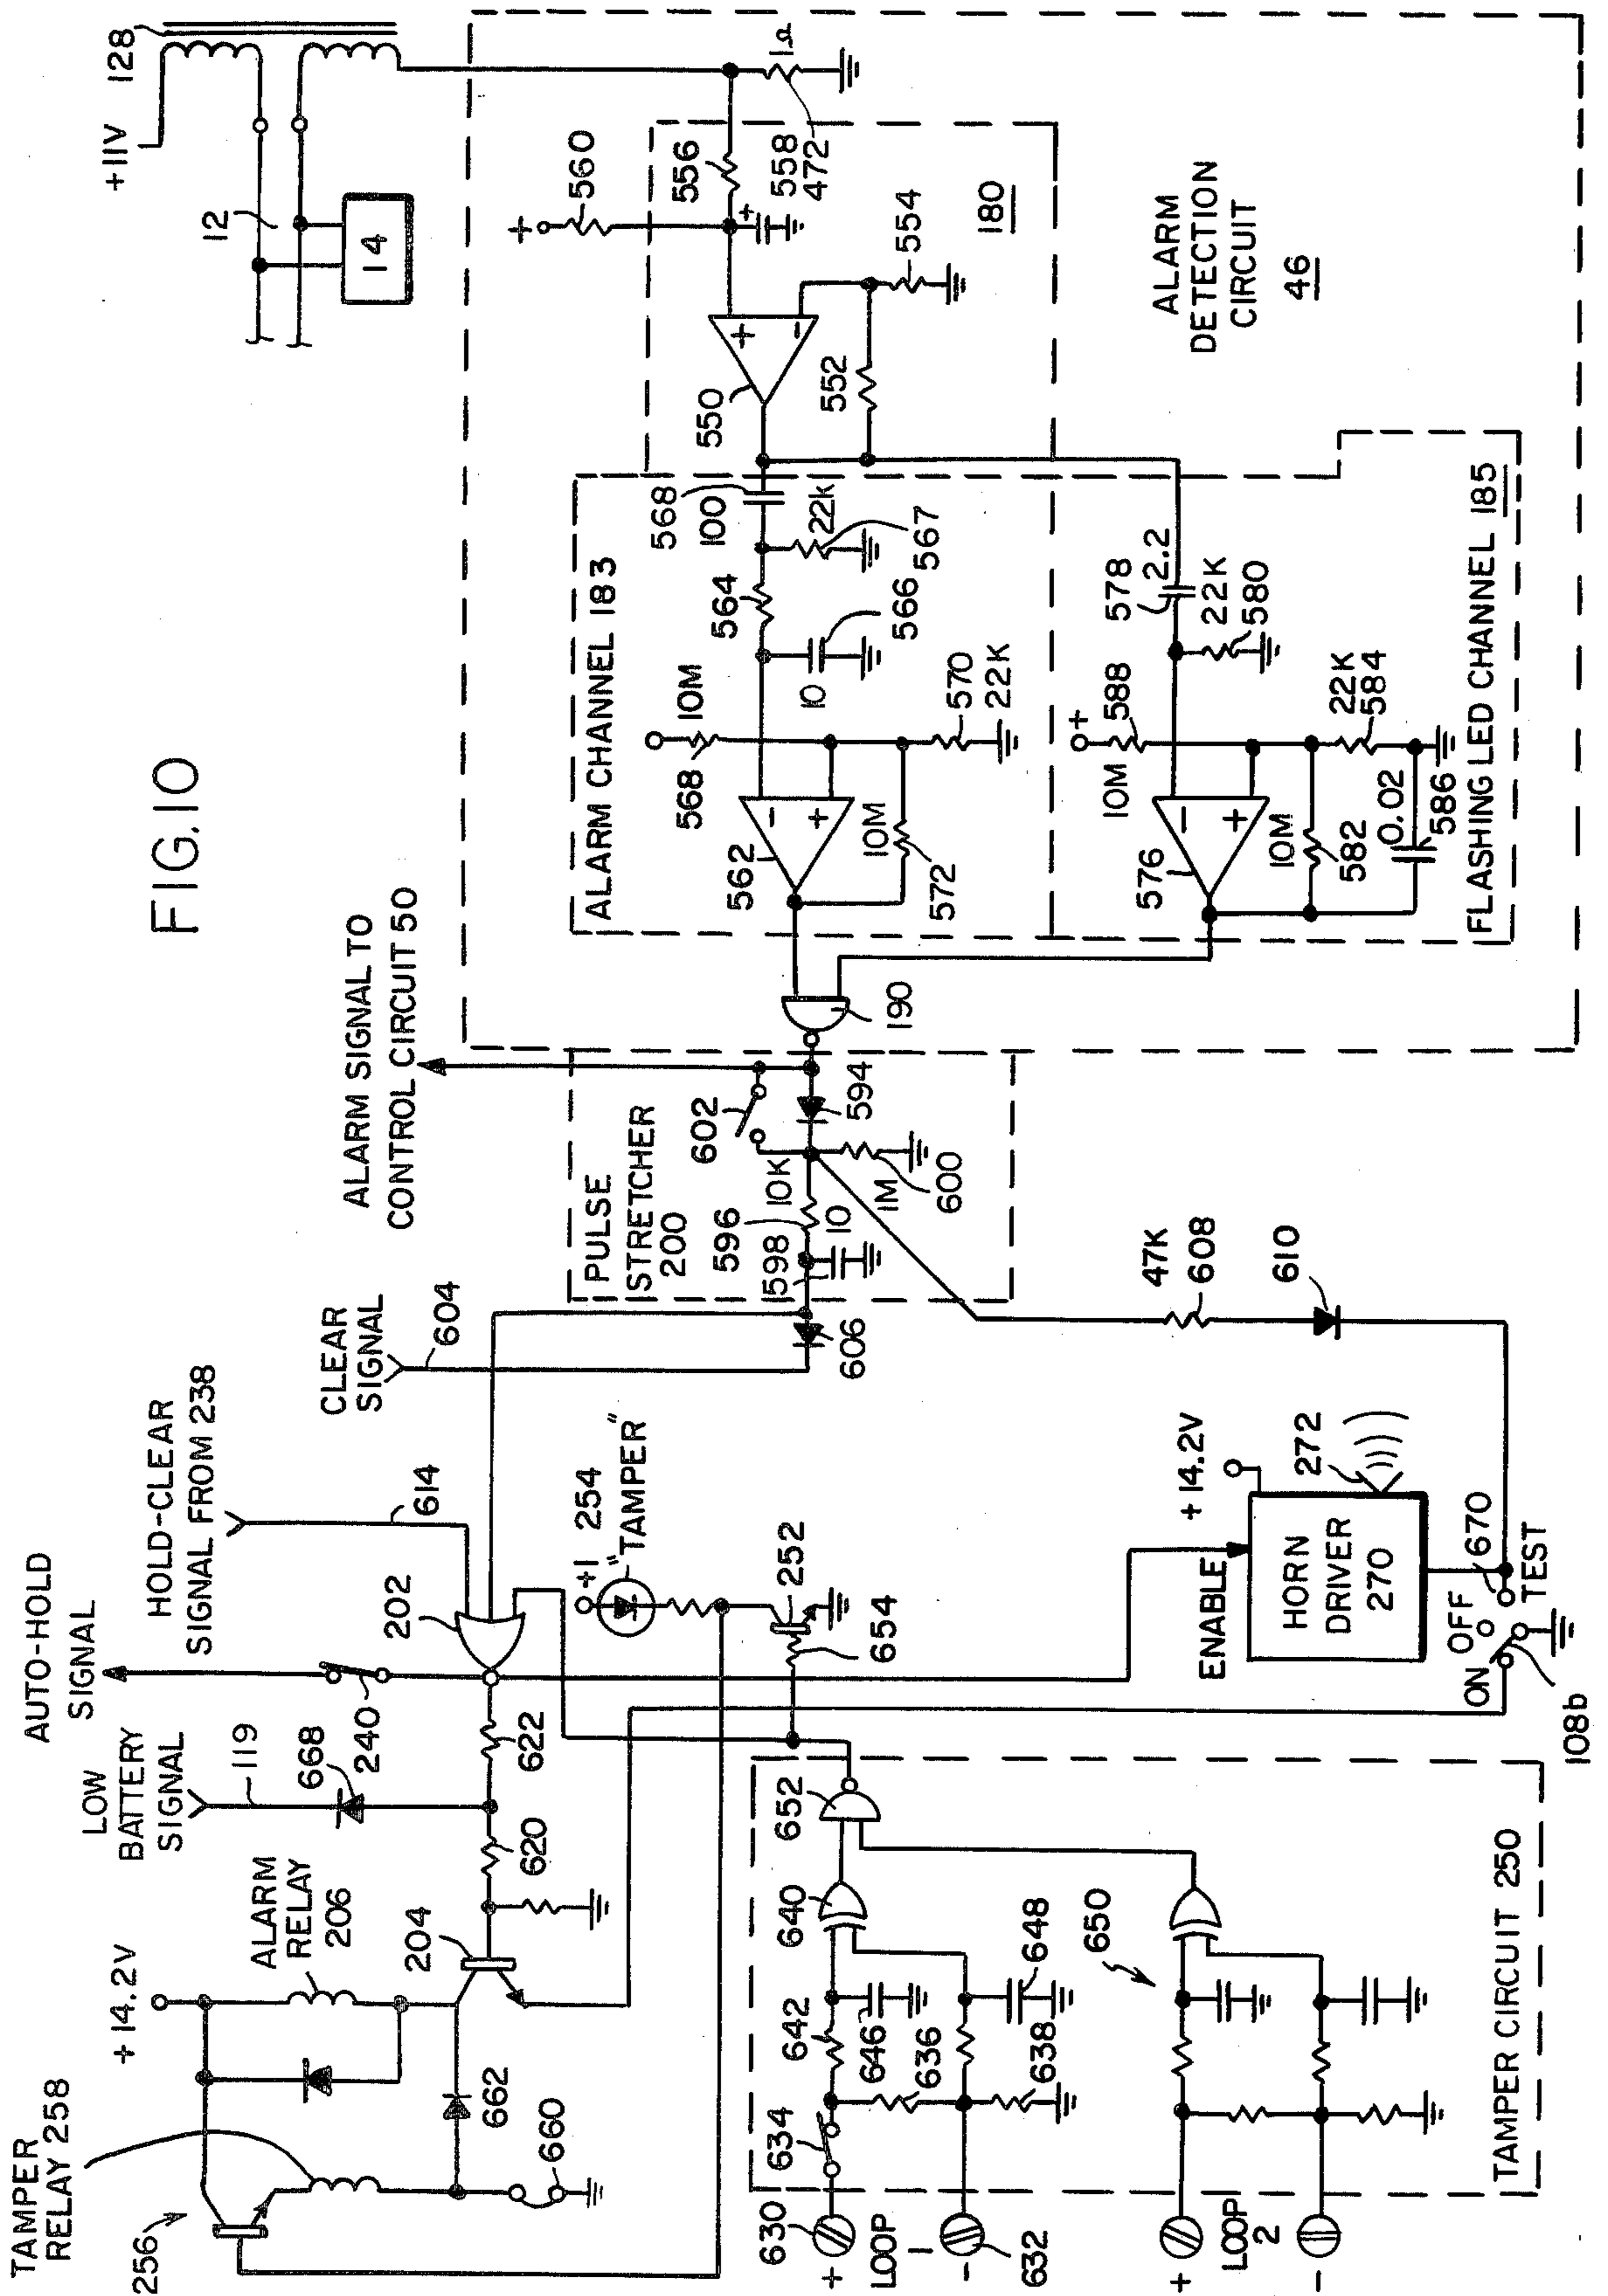 FIG.10
+11V
128
12
14
1Ω
560
556
558
472
180
550
552
554
ALARM
DETECTION
CIRCUIT
46
ALARM CHANNEL 183
568
100
22K
567
564
566
10
10M
568
570
22K
562
10M
572
578
2.2
22K
580
588
10M
22K
584
576
10M
582
0.02
586
FLASHING LED CHANNEL 185
190
ALARM SIGNAL TO
CONTROL CIRCUIT 50
PULSE
STRETCHER
200
602
594
10K
596
598
10
1M
600
CLEAR
SIGNAL
604
606
47K
608
610
HOLD-CLEAR
SIGNAL FROM 238
614
AUTO-HOLD
SIGNAL
202
240
+1
254
"TAMPER"
252
654
LOW
BATTERY
SIGNAL
119
668
622
620
ALARM
RELAY
206
204
+14.2V
TAMPER
RELAY 258
256
662
660
ENABLE
HORN
DRIVER
270
+14.2V
272
670
ON
OFF
TEST
108b
652
640
642
646
648
636
638
634
630
LOOP
1
632
650
LOOP
2
TAMPER CIRCUIT 250